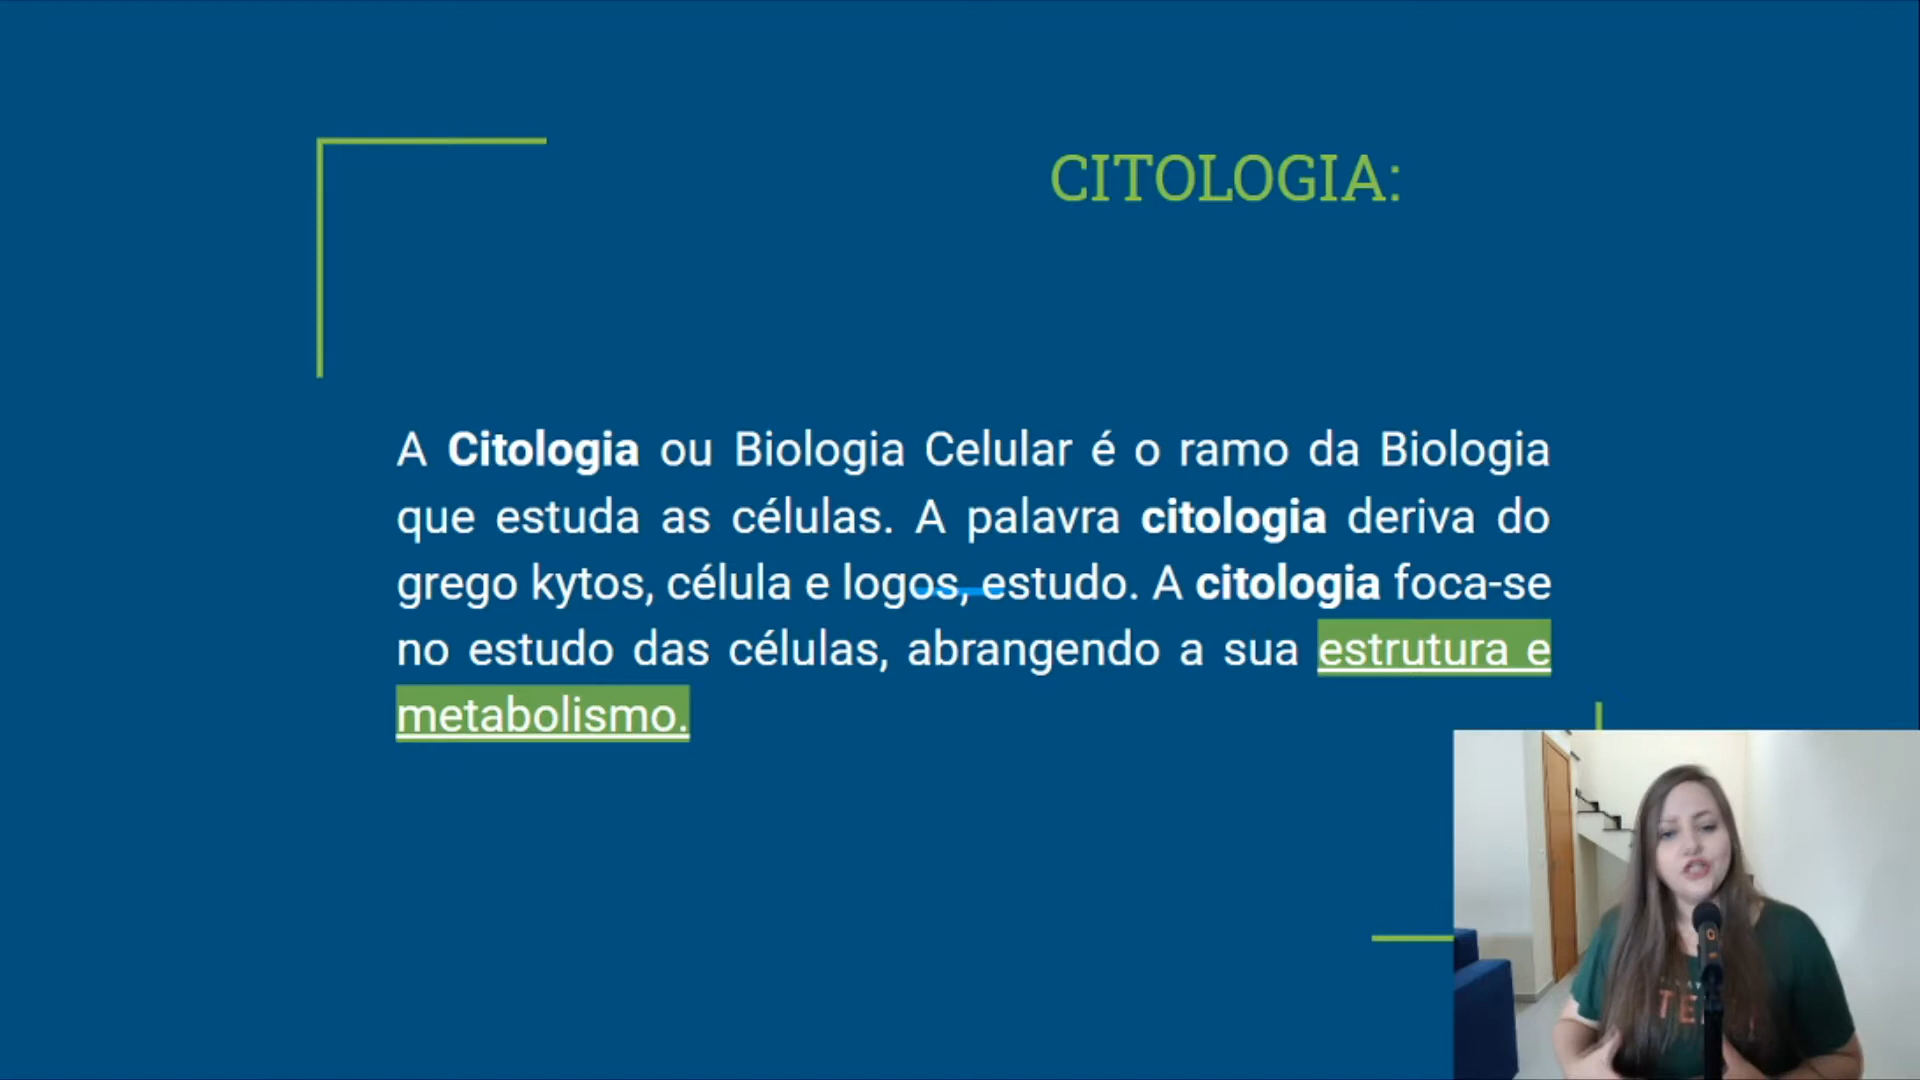 CITOLOGIA:
A Citologia ou Biologia Celular é o ramo da Biologia
que estuda as células. A palavra citologia deriva do
grego kytos, célula e logos, estudo. A citologia foca-se
no estudo das células, abrangendo a sua estrutura e
metabolismo.